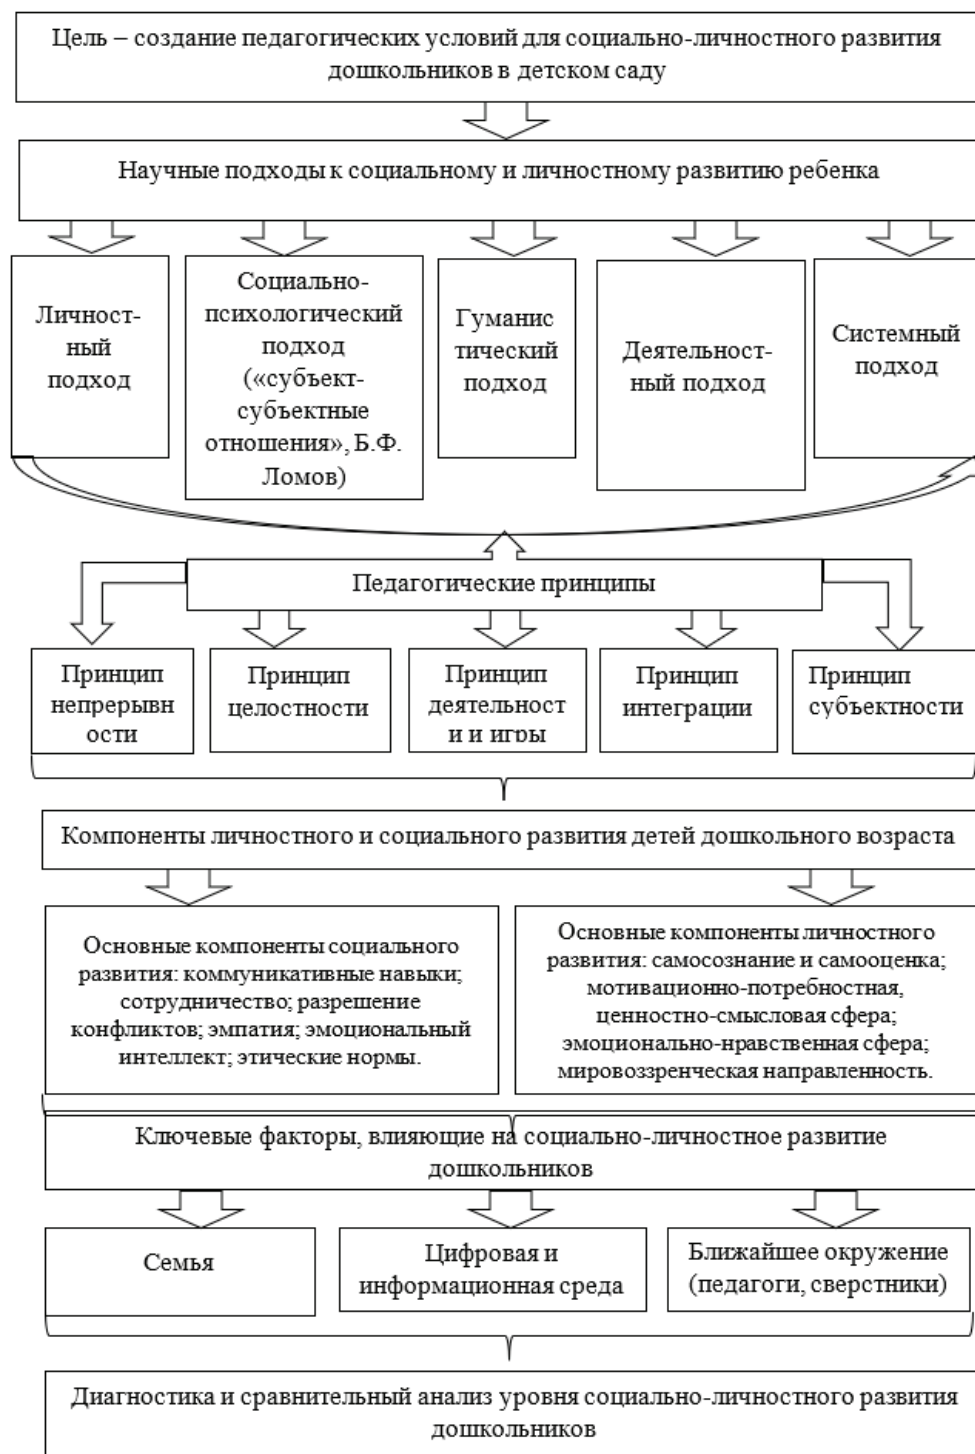 Цель – создание педагогических условий для социально-личностного развития
дошкольников в детском саду
Научные подходы к социальному и личностному развитию ребенка
Личност-
ный
подход
Социально-
психологический
подход
(«субъект-
субъектные
отношения», Б.Ф.
Ломов)
Гуманис
тический
подход
Деятельност-
ный подход
Системный
подход
Педагогические принципы
Принцип
непрерывн
ости
Принцип
целостности
Принцип
деятельност
и и игры
Принцип
интеграции
Принцип
субъектности
Компоненты личностного и социального развития детей дошкольного возраста
Основные компоненты социального
развития: коммуникативные навыки;
сотрудничество; разрешение
конфликтов; эмпатия; эмоциональный
интеллект; этические нормы.
Основные компоненты личностного
развития: самосознание и самооценка;
мотивационно-потребностная,
ценностно-смысловая сфера;
эмоционально-нравственная сфера;
мировоззренческая направленность.
Ключевые факторы, влияющие на социально-личностное развитие
дошкольников
Семья
Цифровая и
информационная среда
Ближайшее окружение
(педагоги, сверстники)
Диагностика и сравнительный анализ уровня социально-личностного развития
дошкольников